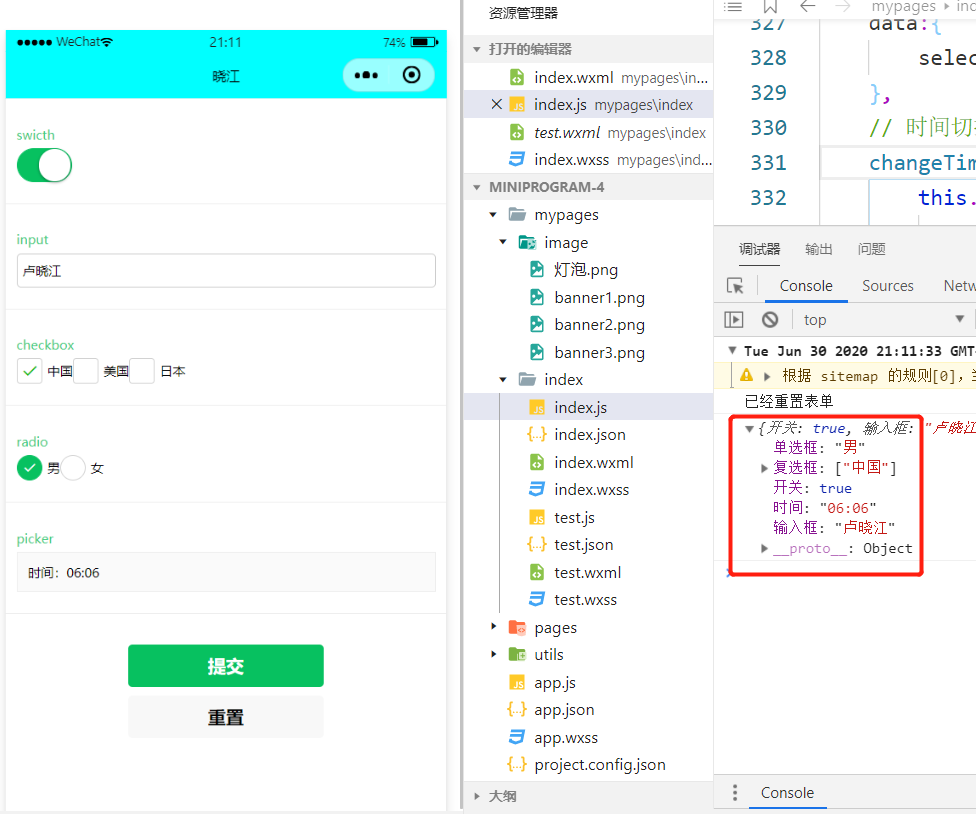 WeChat 21:11 74%
晓江
swicth
input
卢晓江
checkbox
中国 美国 日本
radio
男 女
picker
时间：06:06
提交
重置
资源管理器
打开的编辑器
index.wxml mypages\in...
index.js mypages\index
test.wxml mypages\index
index.wxss mypages\ind...
MINIPROGRAM-4
mypages
image
灯泡.png
banner1.png
banner2.png
banner3.png
index
index.js
index.json
index.wxml
index.wxss
test.js
test.json
test.wxml
test.wxss
pages
utils
app.js
app.json
app.wxss
project.config.json
大纲
mypages › inc
327 data:{
328 selec
329 },
330 // 时间切
331 changeTim
332 this.
调试器 输出 问题
Console Sources Netw
top
Tue Jun 30 2020 21:11:33 GMT
根据 sitemap 的规则[0]，
已经重置表单
{开关: true, 输入框: "卢晓江
单选框: "男"
复选框: ["中国"]
开关: true
时间: "06:06"
输入框: "卢晓江"
__proto__: Object
Console